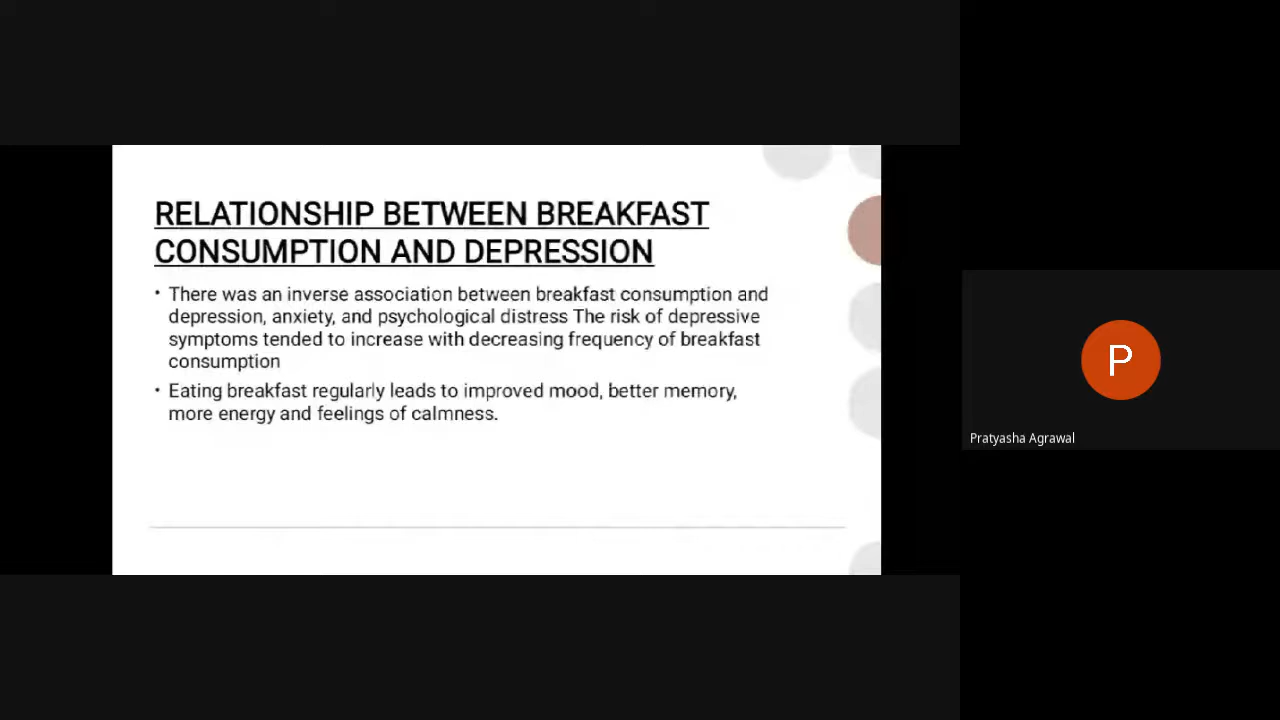 RELATIONSHIP BETWEEN BREAKFAST
CONSUMPTION AND DEPRESSION
• There was an inverse association between breakfast consumption and
depression, anxiety, and psychological distress The risk of depressive
symptoms tended to increase with decreasing frequency of breakfast
consumption
• Eating breakfast regularly leads to improved mood, better memory,
more energy and feelings of calmness.
P
Pratyasha Agrawal